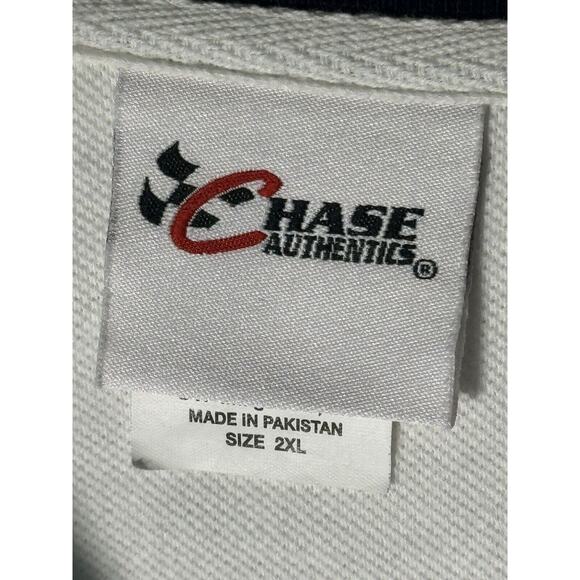 CHASE
AUTHENTICS®
MADE IN PAKISTAN
SIZE 2XL